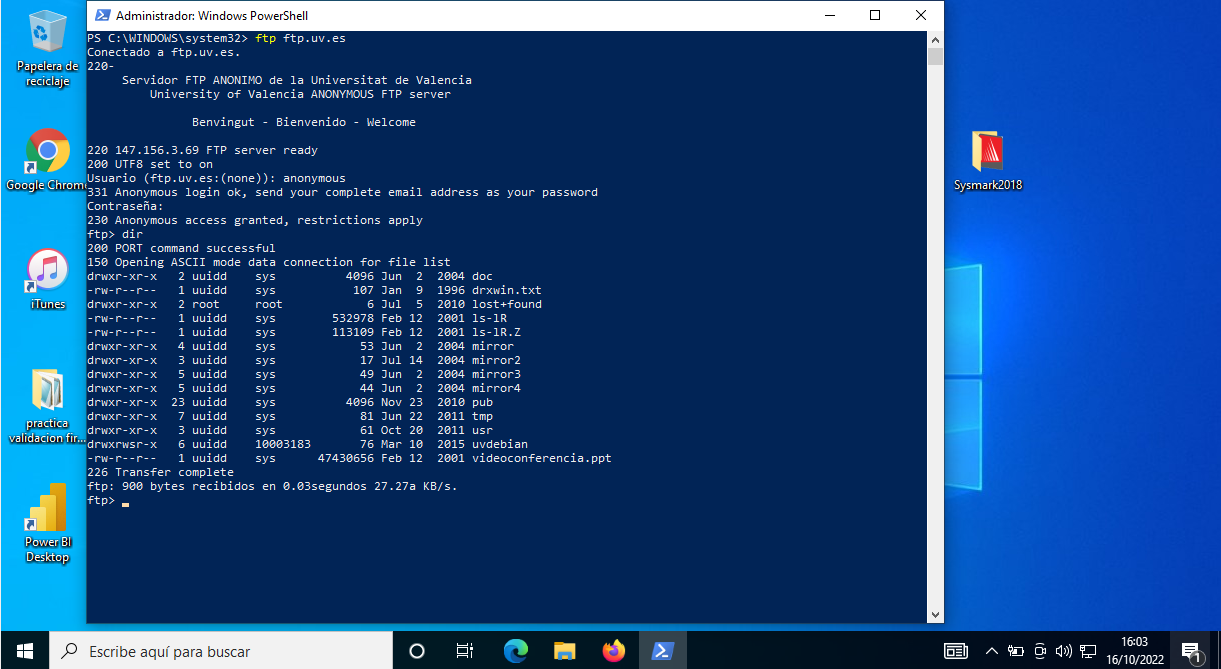 Administrador: Windows PowerShell
PS C:\WINDOWS\system32> ftp ftp.uv.es
Conectado a ftp.uv.es.
220-
     Servidor FTP ANONIMO de la Universitat de Valencia
         University of Valencia ANONYMOUS FTP server
               Benvingut - Bienvenido - Welcome
220 147.156.3.69 FTP server ready
200 UTF8 set to on
Usuario (ftp.uv.es:(none)): anonymous
331 Anonymous login ok, send your complete email address as your password
Contraseña:
230 Anonymous access granted, restrictions apply
ftp> dir
200 PORT command successful
150 Opening ASCII mode data connection for file list
drwxr-xr-x   2 uuidd    sys          4096 Jun  2  2004 doc
-rw-r--r--   1 uuidd    sys           107 Jan  9  1996 drxwin.txt
drwxr-xr-x   2 root     root            6 Jul  5  2010 lost+found
-rw-r--r--   1 uuidd    sys        532978 Feb 12  2001 ls-lR
-rw-r--r--   1 uuidd    sys        113109 Feb 12  2001 ls-lR.Z
drwxr-xr-x   4 uuidd    sys            53 Jun  2  2004 mirror
drwxr-xr-x   3 uuidd    sys            17 Jul 14  2004 mirror2
drwxr-xr-x   5 uuidd    sys            49 Jun  2  2004 mirror3
drwxr-xr-x   5 uuidd    sys            44 Jun  2  2004 mirror4
drwxr-xr-x  23 uuidd    sys          4096 Nov 23  2010 pub
drwxr-xr-x   7 uuidd    sys            81 Jun 22  2011 tmp
drwxr-xr-x   3 uuidd    sys            61 Oct 20  2011 usr
drwxrwsr-x   6 uuidd    10003183       76 Mar 10  2015 uvdebian
-rw-r--r--   1 uuidd    sys      47430656 Feb 12  2001 videoconferencia.ppt
226 Transfer complete
ftp: 900 bytes recibidos en 0.03segundos 27.27a KB/s.
ftp>
Papelera de
reciclaje
Google Chrome
iTunes
practica
validacion fir...
Power BI
Desktop
Sysmark2018
Escribe aquí para buscar
16:03
16/10/2022
1